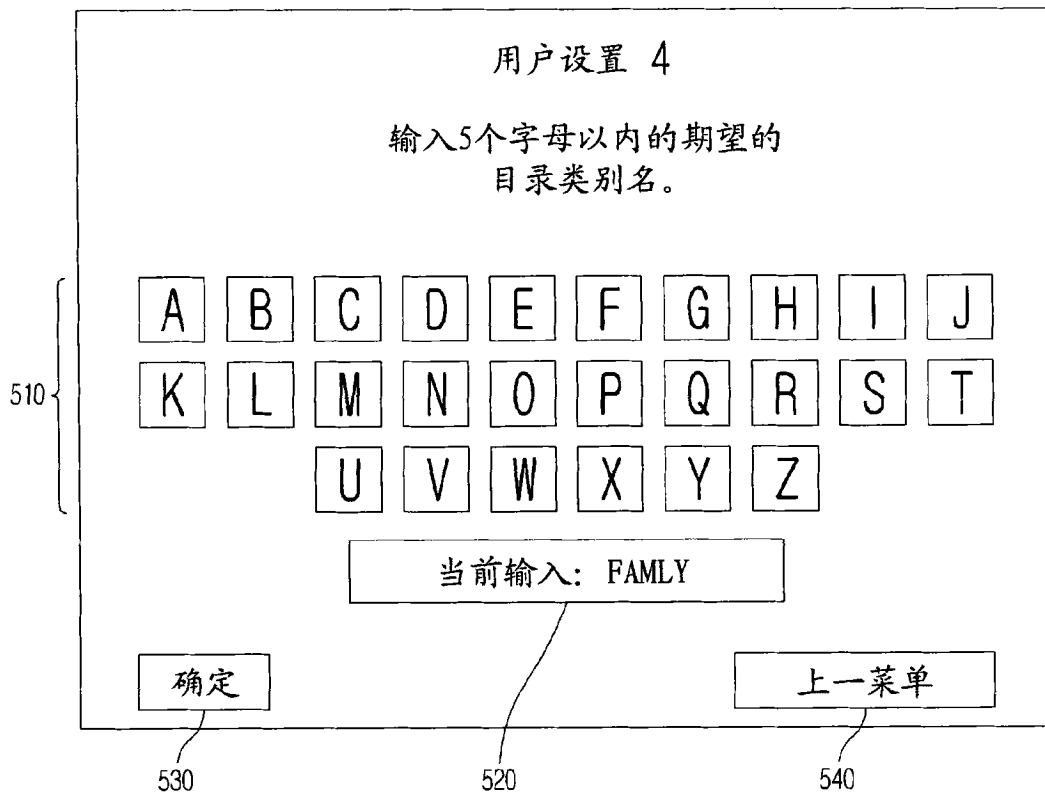 用户设置 4
输入5个字母以内的期望的
目录类别名。
A B C D E F G H I J
510
K L M N O P Q R S T
U V W X Y Z
当前输入: FAMLY
确定
上一菜单
530
520
540